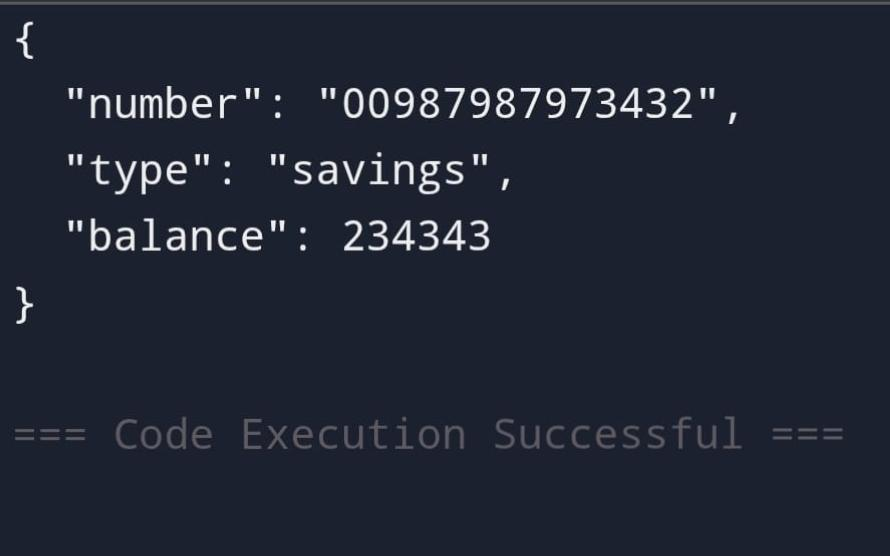 {
  "number": "00987987973432",
  "type": "savings",
  "balance": 234343
}
=== Code Execution Successful ===